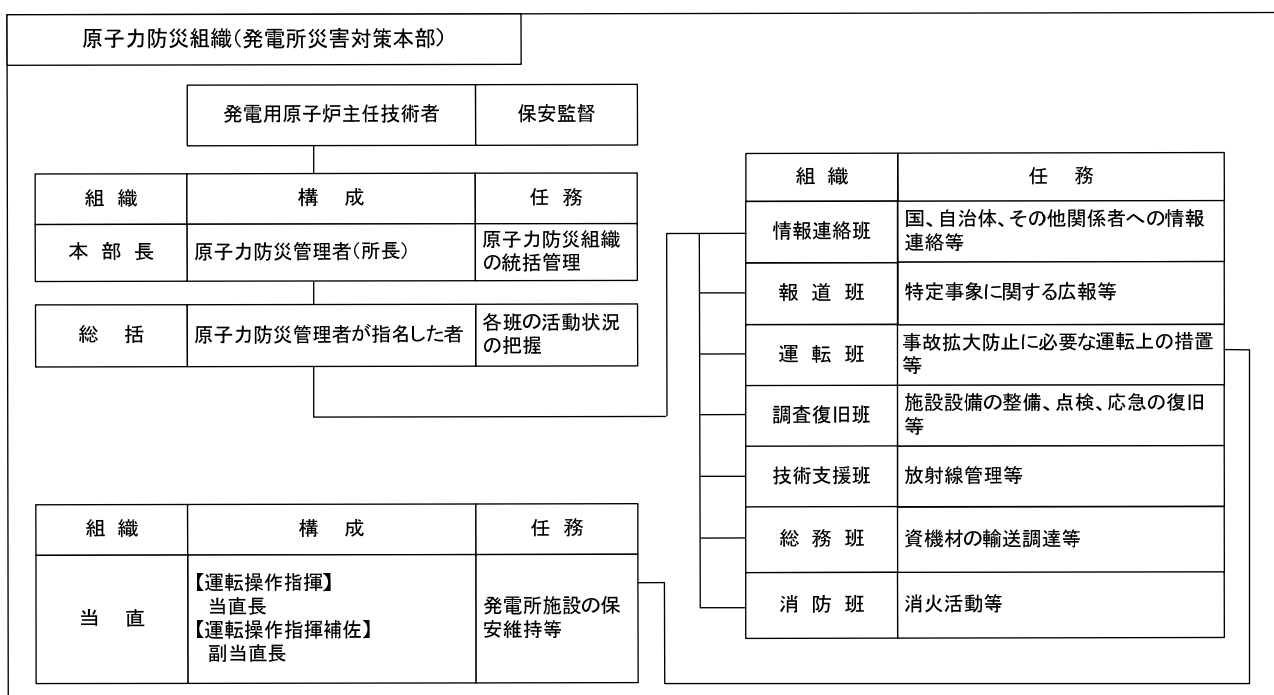 原子力防災組織(発電所災害対策本部)
発電用原子炉主任技術者 保安監督
組 織 構 成 任 務
本 部 長 原子力防災管理者(所長) 原子力防災組織
の統括管理
総 括 原子力防災管理者が指名した者 各班の活動状況
の把握
組 織 任 務
情報連絡班 国、自治体、その他関係者への情報
連絡等
報 道 班 特定事象に関する広報等
運 転 班 事故拡大防止に必要な運転上の措置
等
調査復旧班 施設設備の整備、点検、応急の復旧
等
技術支援班 放射線管理等
総 務 班 資機材の輸送調達等
消 防 班 消火活動等
組 織 構 成 任 務
当 直 【運転操作指揮】
当直長
【運転操作指揮補佐】
副当直長
発電所施設の保
安維持等